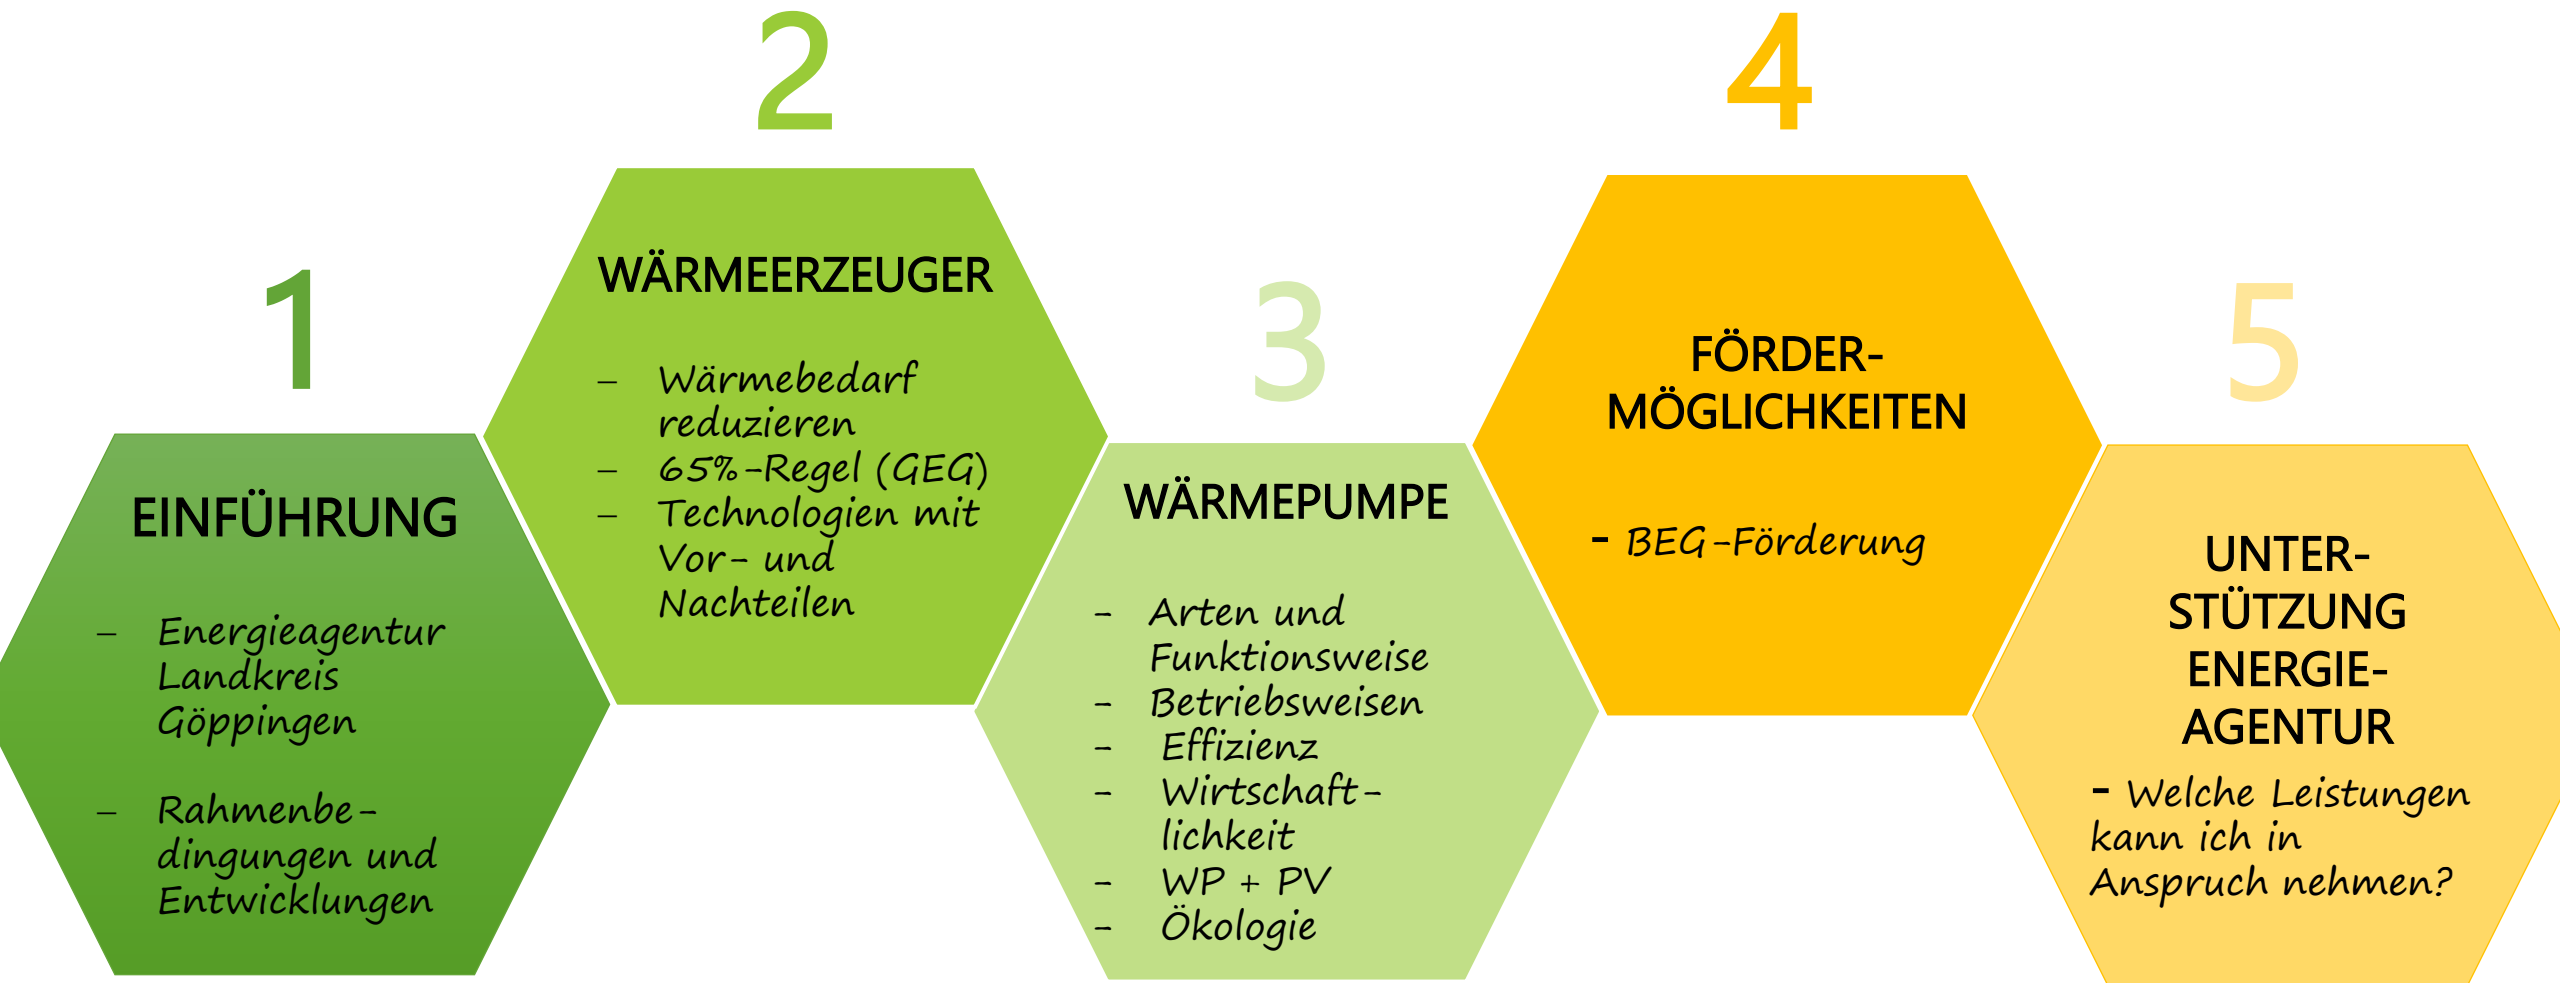 1
EINFÜHRUNG
– Energieagentur
Landkreis
Göppingen
– Rahmenbe-
dingungen und
Entwicklungen
2
WÄRMEERZEUGER
– Wärmebedarf
reduzieren
– 65%-Regel (GEG)
– Technologien mit
Vor- und
Nachteilen
3
WÄRMEPUMPE
- Arten und
Funktionsweise
- Betriebsweisen
- Effizienz
- Wirtschaft-
lichkeit
- WP + PV
- Ökologie
4
FÖRDER-
MÖGLICHKEITEN
- BEG-Förderung
5
UNTER-
STÜTZUNG
ENERGIE-
AGENTUR
- Welche Leistungen
kann ich in
Anspruch nehmen?